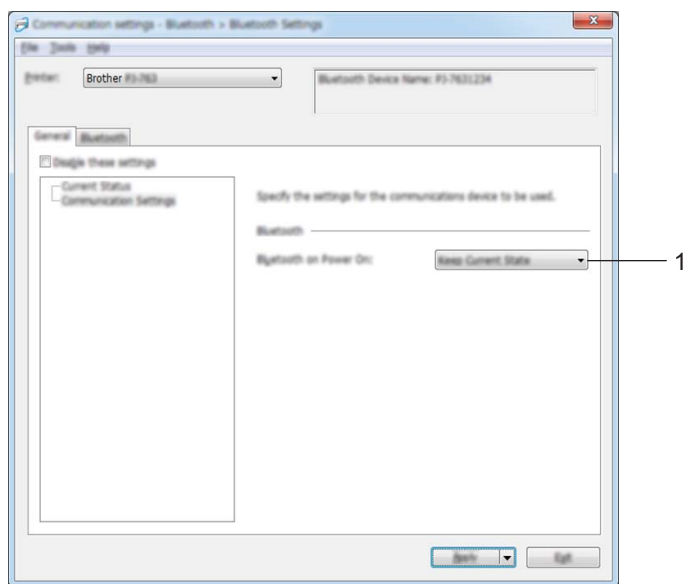 Communication settings - Bluetooth > Bluetooth Settings
File Tools Help
Printer: Brother PJ-763
Bluetooth Device Name: PJ-7631234
General Bluetooth
Disable these settings
Current Status
Communication Settings
Specify the settings for the communications device to be used.
Bluetooth
Bluetooth on Power On: Keep Current State
1
Apply Exit